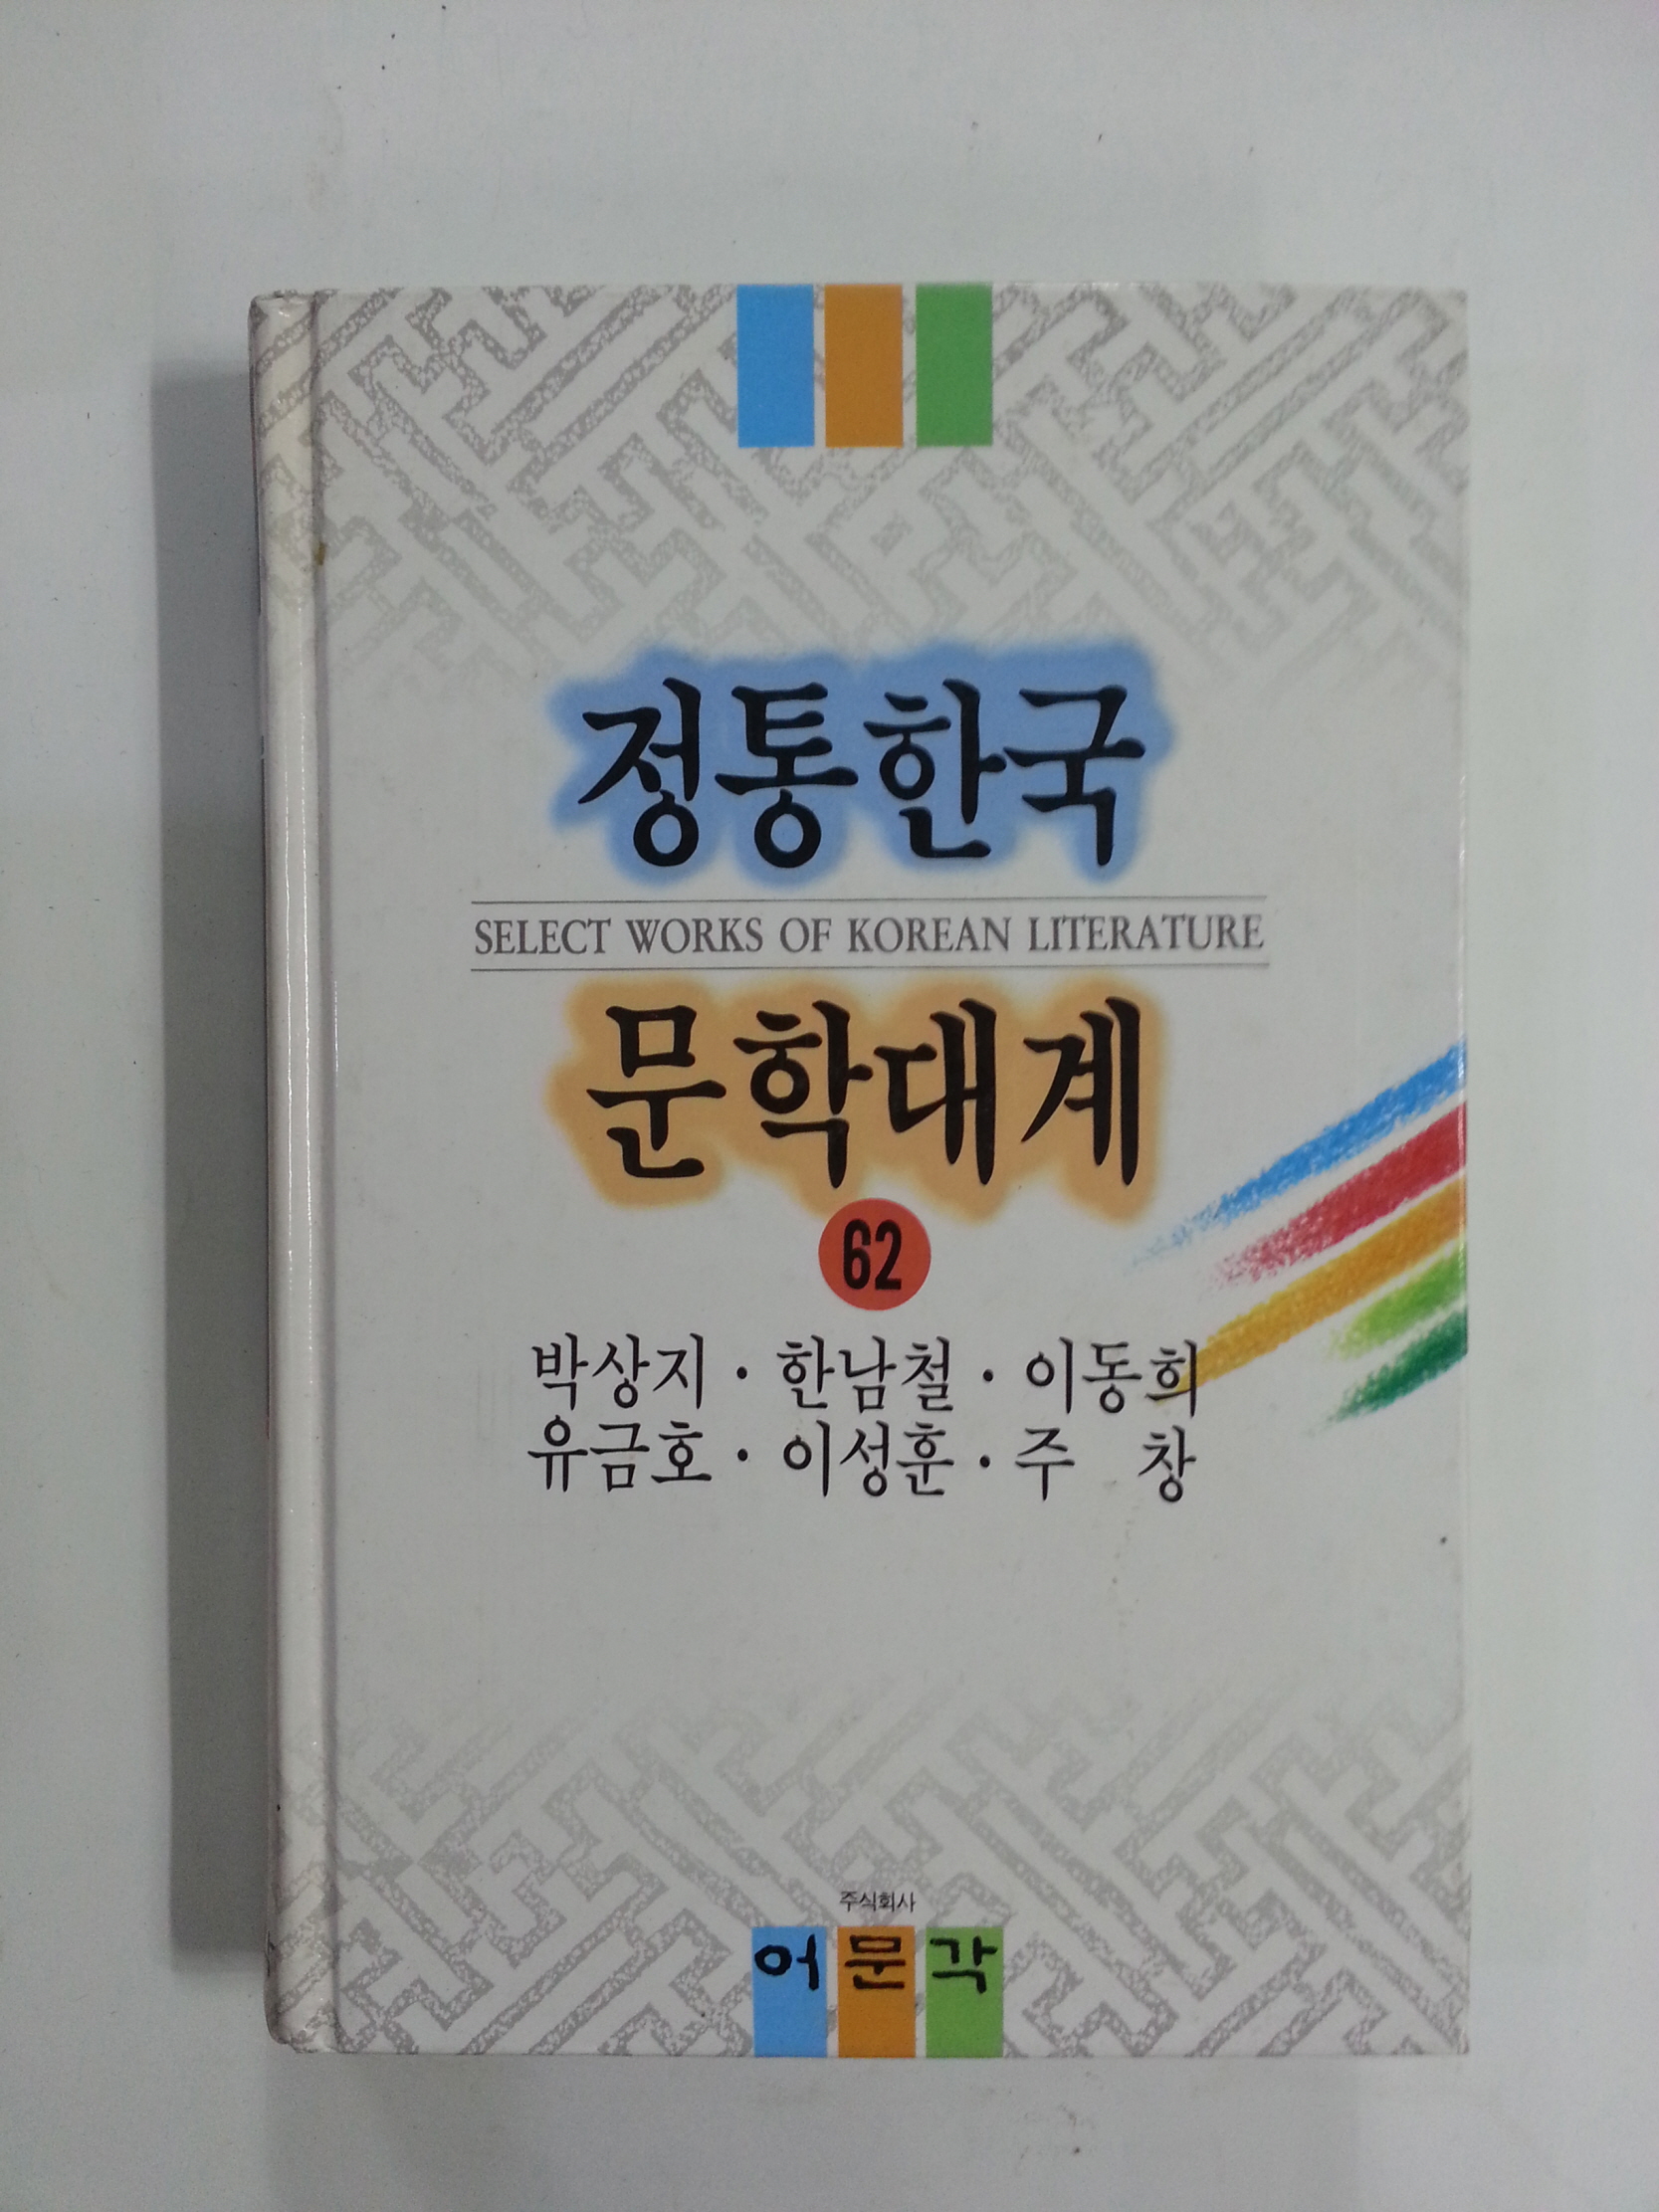 정통한국
SELECT WORKS OF KOREAN LITERATURE
문학대계
62
박상지 · 한남철 · 이동희
유금호 · 이성훈 · 주 창
주식회사
어문각